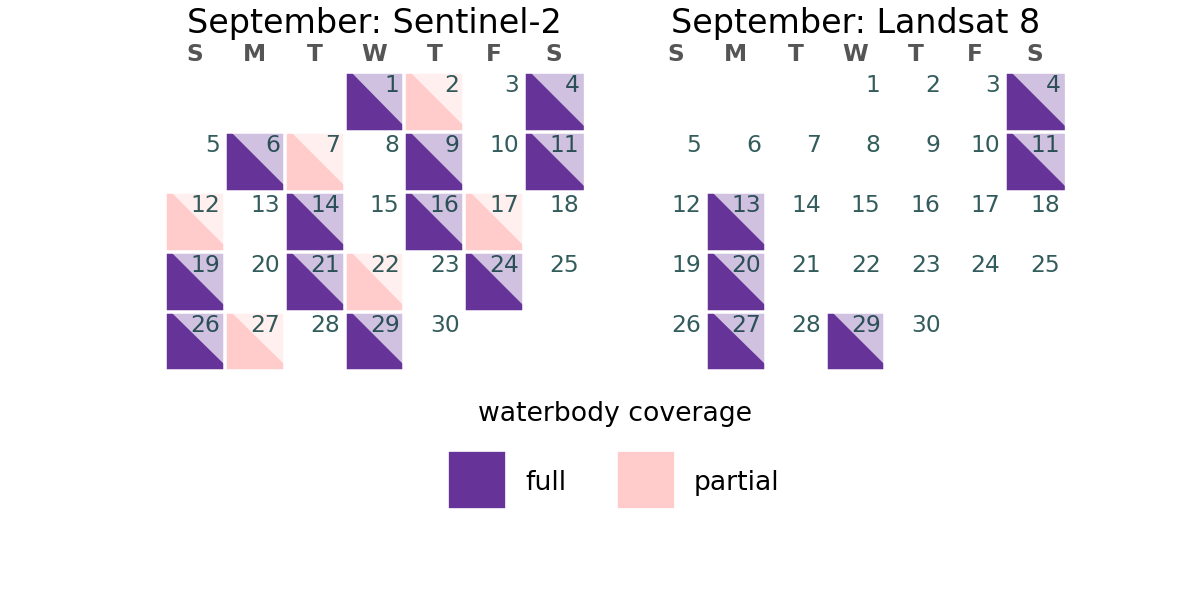 September: Sentinel-2
S M T W T F S
1 2 3 4
5 6 7 8 9 10 11
12 13 14 15 16 17 18
19 20 21 22 23 24 25
26 27 28 29 30
September: Landsat 8
S M T W T F S
1 2 3 4
5 6 7 8 9 10 11
12 13 14 15 16 17 18
19 20 21 22 23 24 25
26 27 28 29 30
waterbody coverage
full partial